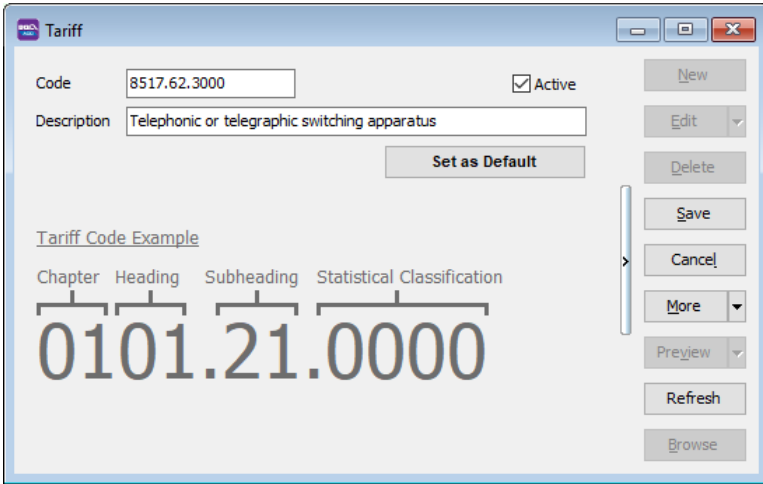 Tariff
Code 8517.62.3000 Active
Description Telephonic or telegraphic switching apparatus
Set as Default
Tariff Code Example
Chapter Heading Subheading Statistical Classification
0101.21.0000
New
Edit
Delete
Save
Cancel
More
Preview
Refresh
Browse